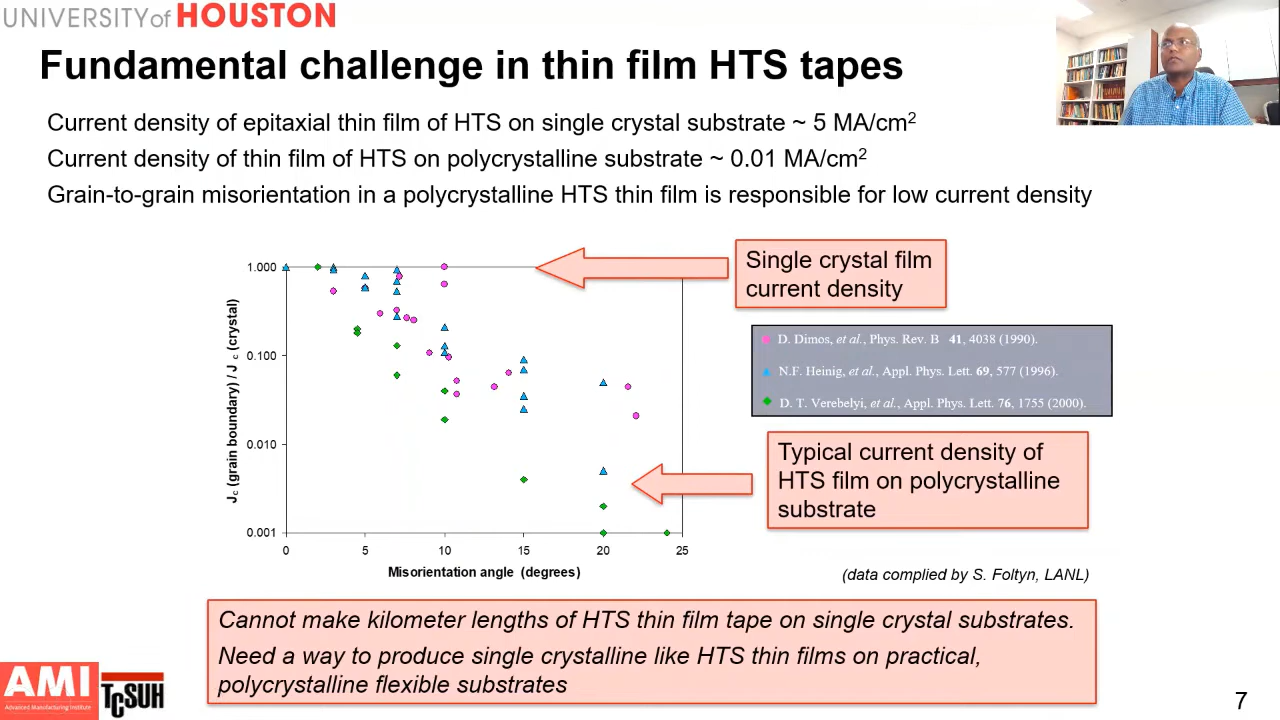 UNIVERSITYof HOUSTON
Fundamental challenge in thin film HTS tapes
Current density of epitaxial thin film of HTS on single crystal substrate ~ 5 MA/cm²
Current density of thin film of HTS on polycrystalline substrate ~ 0.01 MA/cm²
Grain-to-grain misorientation in a polycrystalline HTS thin film is responsible for low current density
Single crystal film
current density
D. Dimos, et al., Phys. Rev. B 41, 4038 (1990).
N.F. Heinig, et al., Appl. Phys. Lett. 69, 577 (1996).
D. T. Verebelyi, et al., Appl. Phys. Lett. 76, 1755 (2000).
Typical current density of
HTS film on polycrystalline
substrate
Jc (grain boundary) / J c (crystal)
1.000
0.100
0.010
0.001
0 5 10 15 20 25
Misorientation angle (degrees)
(data complied by S. Foltyn, LANL)
Cannot make kilometer lengths of HTS thin film tape on single crystal substrates.
Need a way to produce single crystalline like HTS thin films on practical,
polycrystalline flexible substrates
AMI
Advanced Manufacturing Institute
TCSUH
7